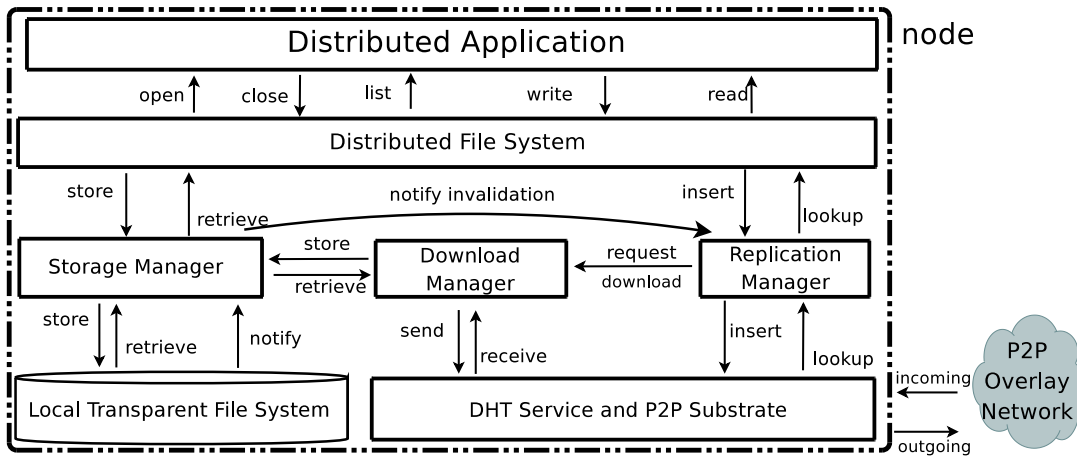 Distributed Application
node
open
close
list
write
read
Distributed File System
store
retrieve
notify invalidation
insert
lookup
Storage Manager
store
retrieve
Download
Manager
request
download
Replication
Manager
store
retrieve
notify
send
receive
insert
lookup
Local Transparent File System
DHT Service and P2P Substrate
incoming
outgoing
P2P
Overlay
Network